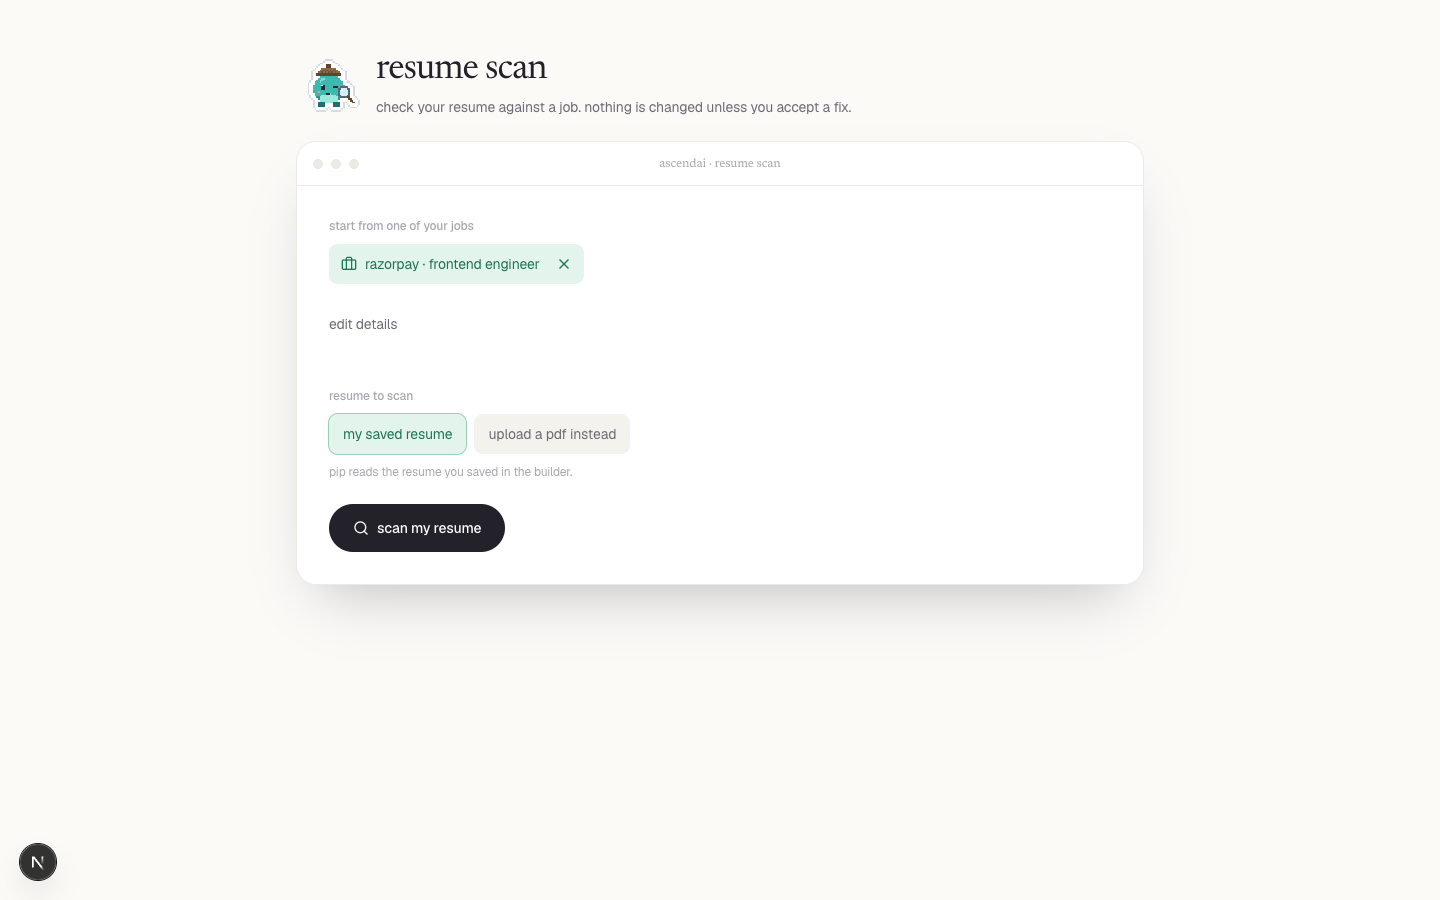 resume scan
check your resume against a job. nothing is changed unless you accept a fix.
ascendai · resume scan
start from one of your jobs
razorpay · frontend engineer
edit details
resume to scan
my saved resume
upload a pdf instead
pip reads the resume you saved in the builder.
scan my resume
N